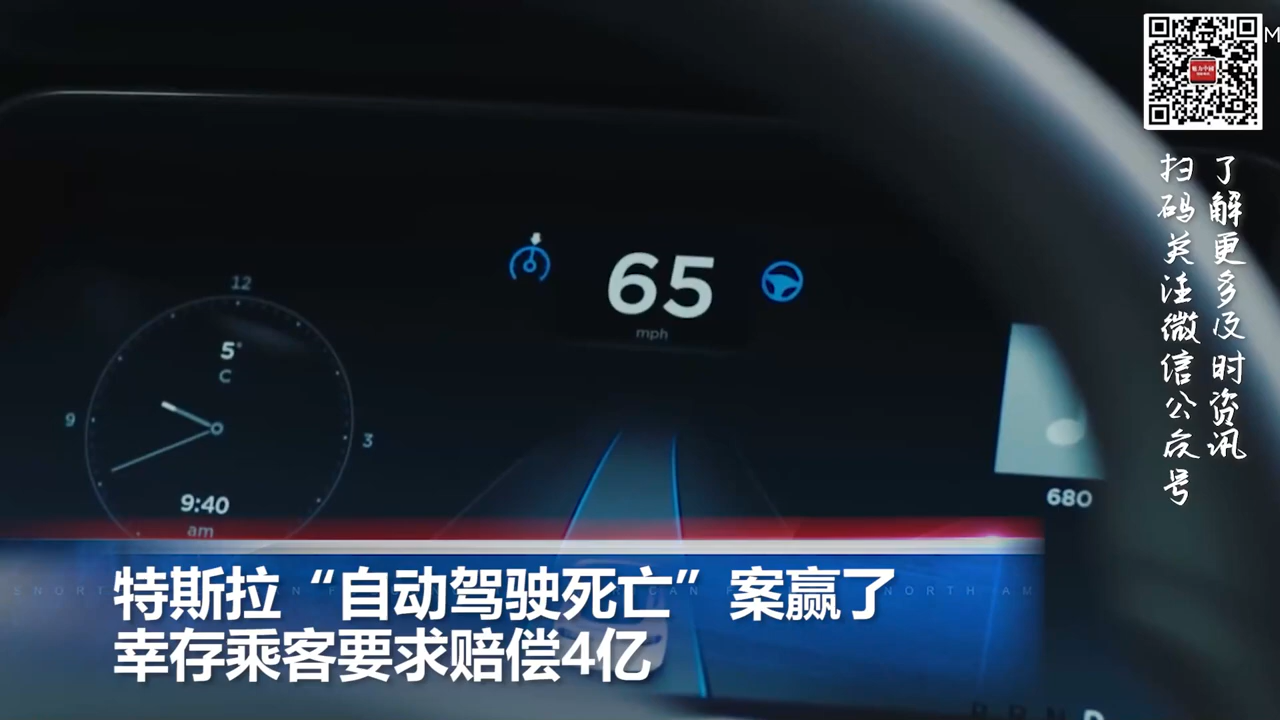 12
5°
C
9
3
9:40
am
65
mph
680
D
特斯拉“自动驾驶死亡”案赢了
幸存乘客要求赔偿4亿
了解更多及时资讯
扫码关注微信公众号